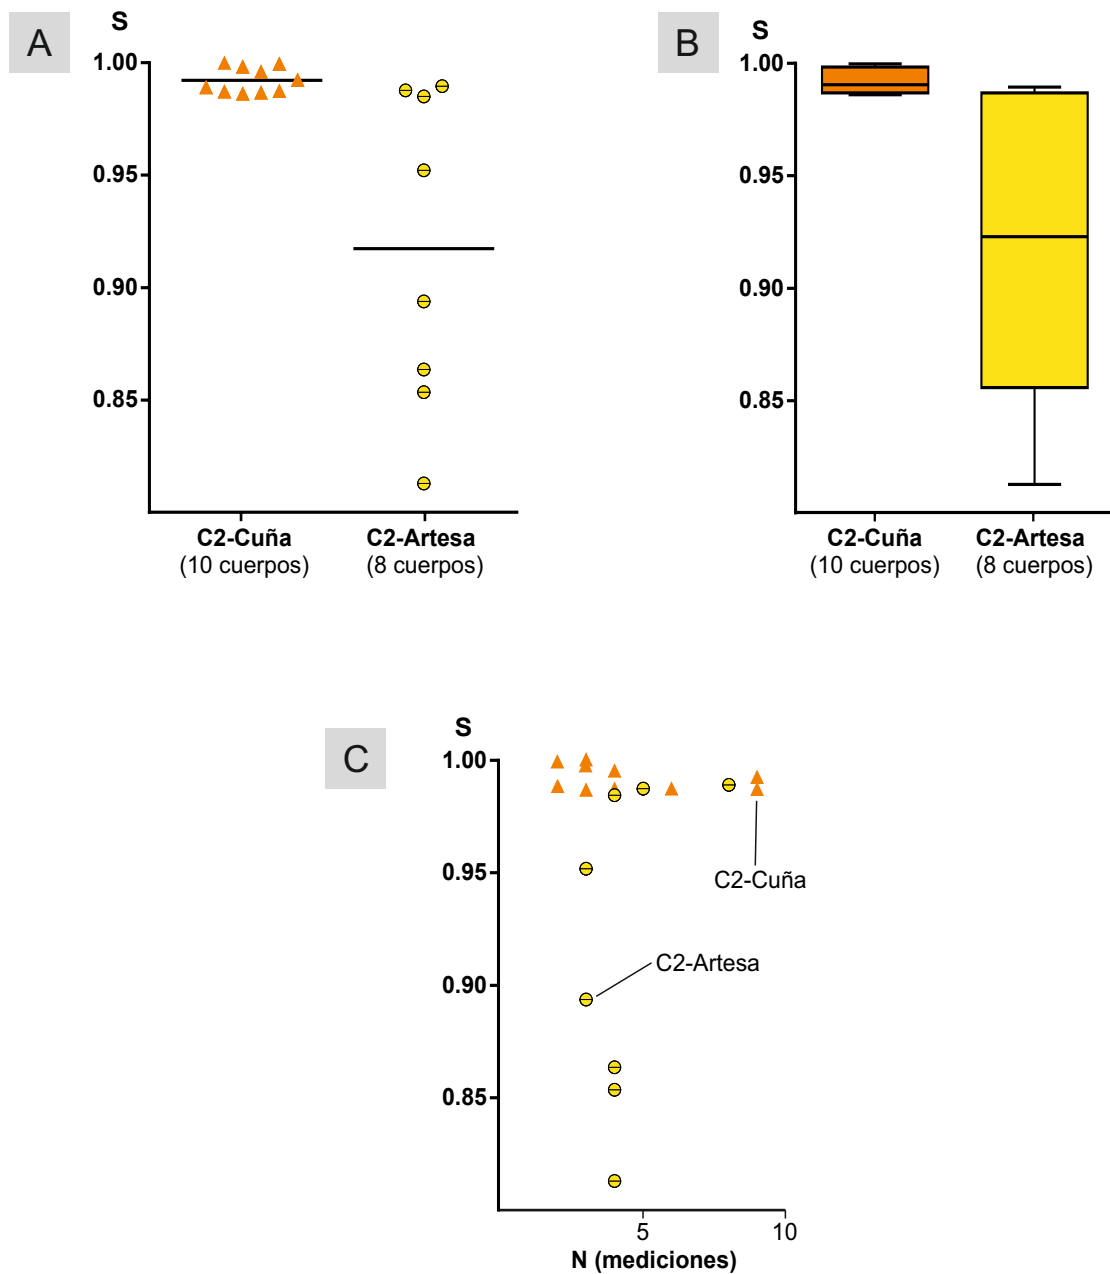 A
S
1.00
0.95
0.90
0.85
C2-Cuña
(10 cuerpos)
C2-Artesa
(8 cuerpos)
B
S
1.00
0.95
0.90
0.85
C2-Cuña
(10 cuerpos)
C2-Artesa
(8 cuerpos)
C
S
1.00
0.95
0.90
0.85
C2-Cuña
C2-Artesa
5
10
N (mediciones)